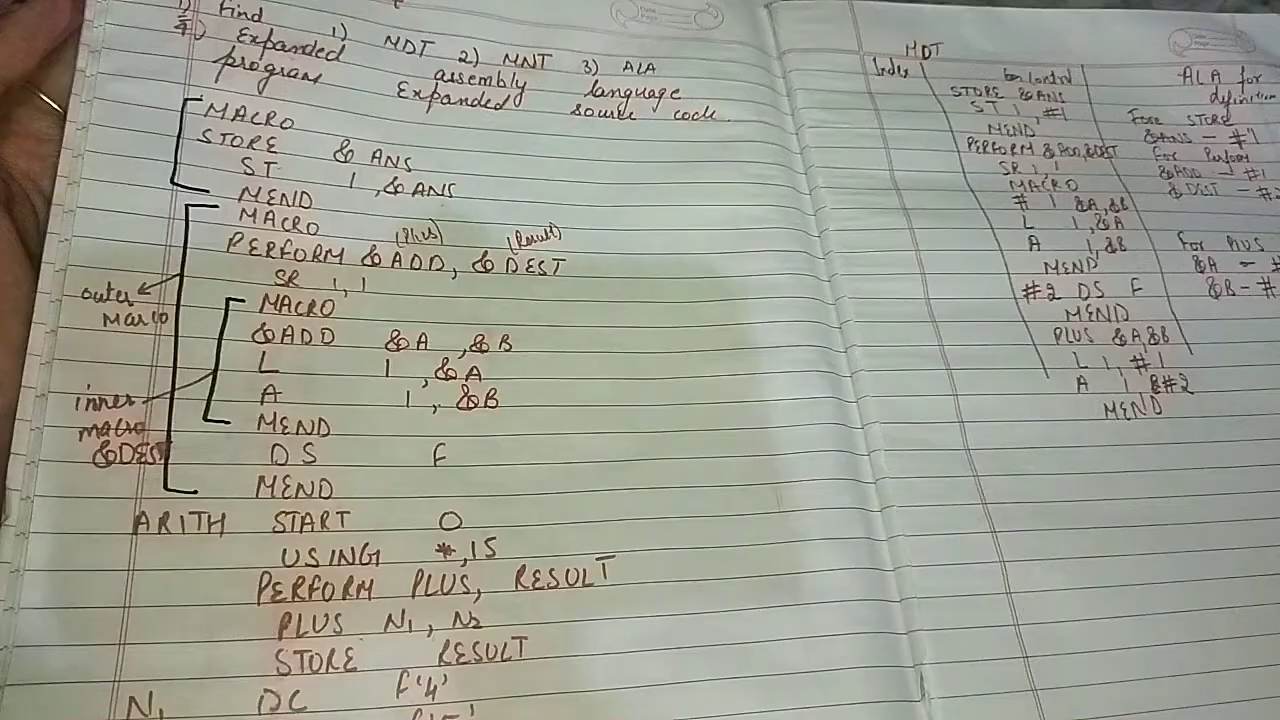 1) find
4) Expanded 1) MDT 2) MNT 3) ALA
program assembly language
Expanded source code.
MACRO
STORE &ANS
ST 1, &ANS
MEND
MACRO
(Plus) (Result)
PERFORM &ADD, &DEST
SR 1,1
outer
Marco
MACRO
&ADD &A, &B
L 1, &A
A 1, &B
inner
macro
MEND
&DEST DS F
MEND
ARITH START 0
USING *,15
PERFORM PLUS, RESULT
PLUS N1, N2
STORE RESULT
N1 DC F'4'
MDT
Index ALA for
definition
STORE &ANS
ST 1, #1
MEND
PERFORM &ADD,&DEST
SR 1,1
MACRO
# 1 &A,&B
L 1,&A
A 1,&B
MEND
#2 DS F
MEND
PLUS &A,&B
L 1, #1
A 1 &#2
MEND
For STORE
&ANS - #1
For Perform
&ADD → #1
&DEST - #
For PlUS
&A - #
&B - #